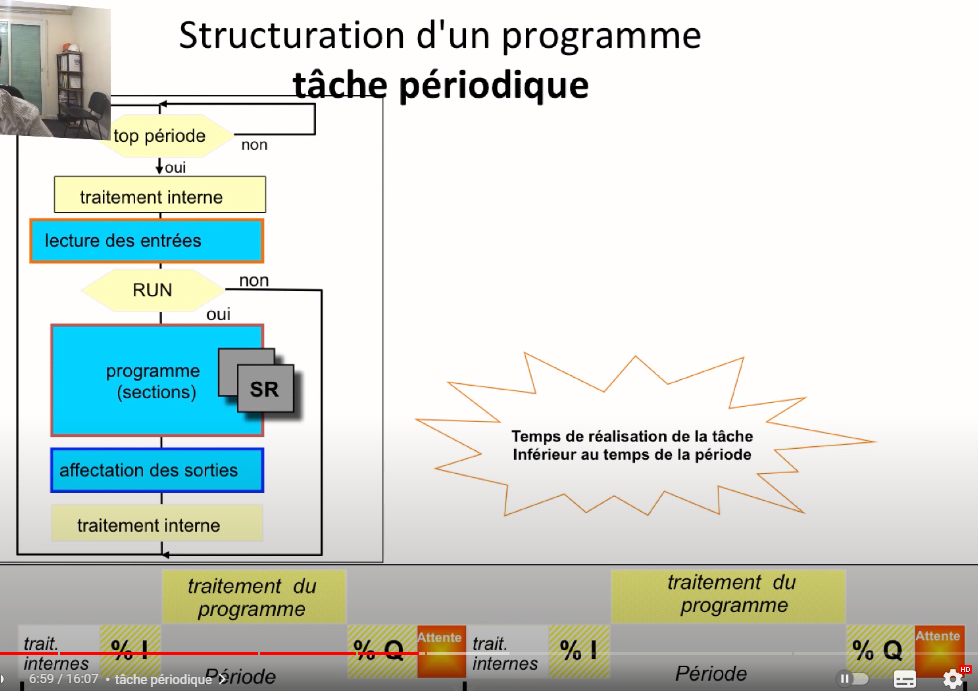 Structuration d'un programme
tâche périodique
top période
non
oui
traitement interne
lecture des entrées
RUN
non
oui
programme
(sections)
SR
affectation des sorties
traitement interne
Temps de réalisation de la tâche
Inférieur au temps de la période
traitement du
programme
traitement du
programme
trait.
internes
% I
% Q
Attente
trait.
internes
% I
% Q
Attente
Période
Période
6:59 / 16:07 • tâche périodique
HD